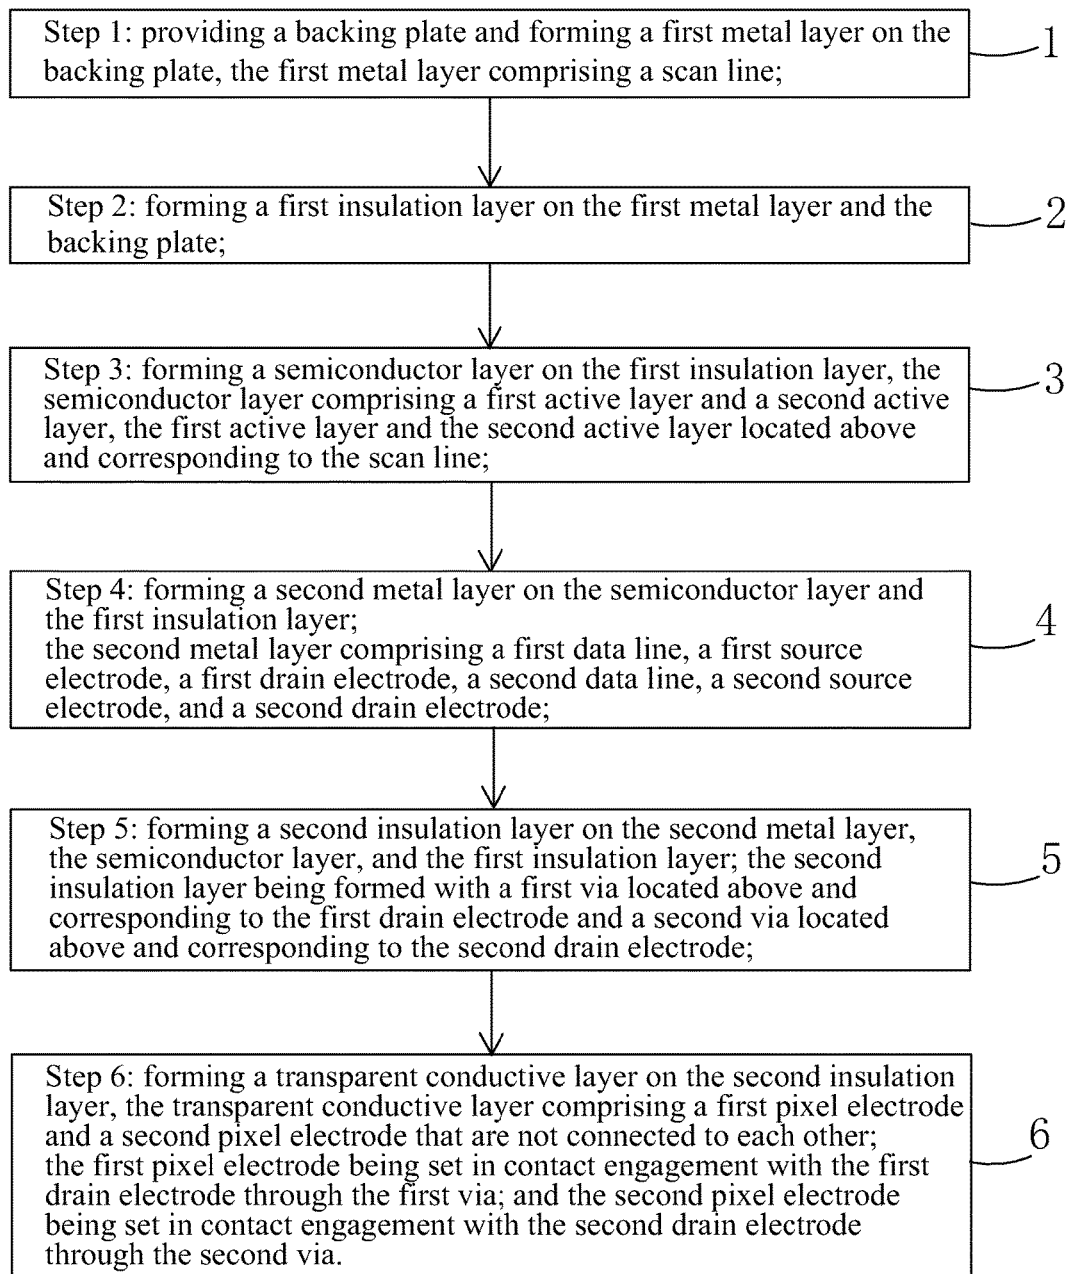 Step 1: providing a backing plate and forming a first metal layer on the
backing plate, the first metal layer comprising a scan line;
1
Step 2: forming a first insulation layer on the first metal layer and the
backing plate;
2
Step 3: forming a semiconductor layer on the first insulation layer, the
semiconductor layer comprising a first active layer and a second active
layer, the first active layer and the second active layer located above
and corresponding to the scan line;
3
Step 4: forming a second metal layer on the semiconductor layer and
the first insulation layer;
the second metal layer comprising a first data line, a first source
electrode, a first drain electrode, a second data line, a second source
electrode, and a second drain electrode;
4
Step 5: forming a second insulation layer on the second metal layer,
the semiconductor layer, and the first insulation layer; the second
insulation layer being formed with a first via located above and
corresponding to the first drain electrode and a second via located
above and corresponding to the second drain electrode;
5
Step 6: forming a transparent conductive layer on the second insulation
layer, the transparent conductive layer comprising a first pixel electrode
and a second pixel electrode that are not connected to each other;
the first pixel electrode being set in contact engagement with the first
drain electrode through the first via; and the second pixel electrode
being set in contact engagement with the second drain electrode
through the second via.
6